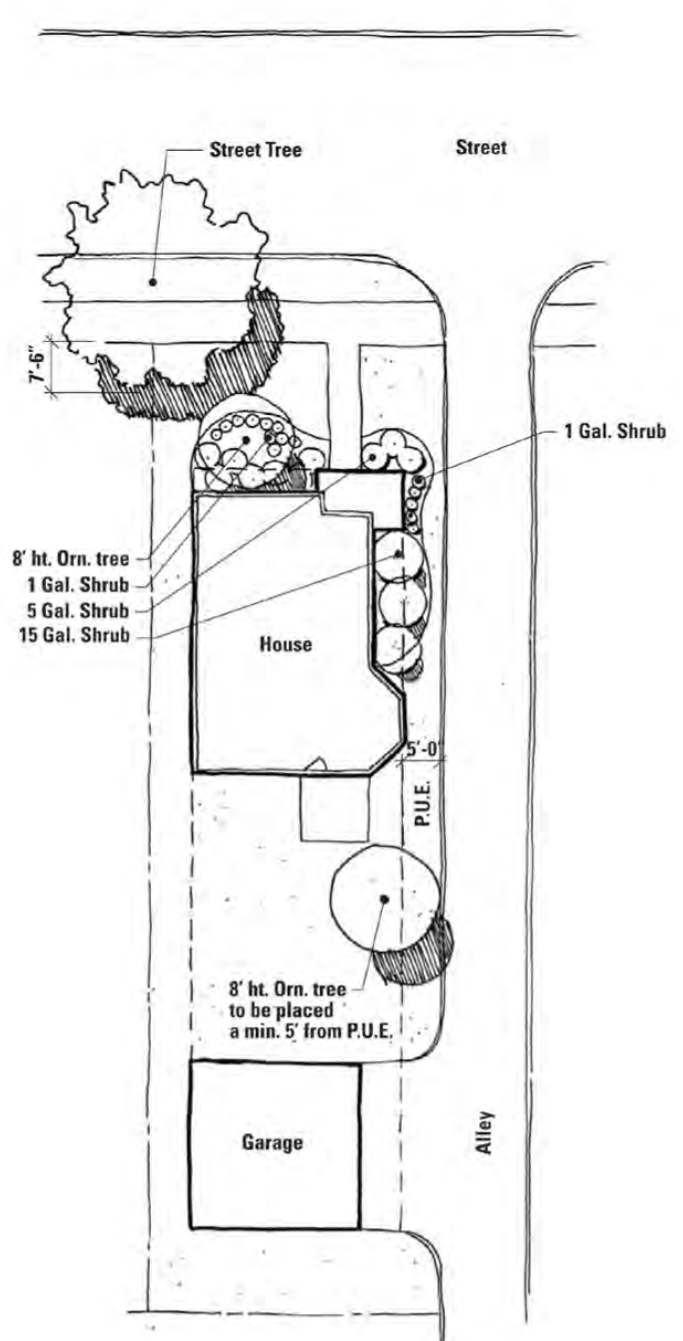 Street Tree
Street
7'-6"
1 Gal. Shrub
8' ht. Orn. tree
1 Gal. Shrub
5 Gal. Shrub
15 Gal. Shrub
House
5'-0"
P.U.E.
8' ht. Orn. tree
to be placed
a min. 5' from P.U.E.
Garage
Alley